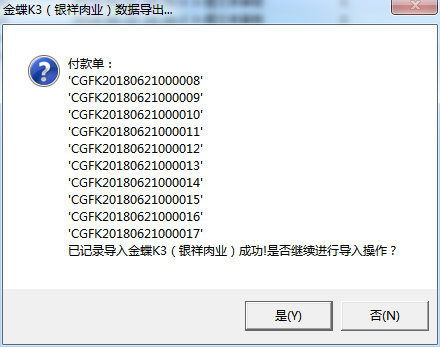 金蝶K3（银祥肉业）数据导出...
付款单：
'CGFK20180621000008'
'CGFK20180621000009'
'CGFK20180621000010'
'CGFK20180621000011'
'CGFK20180621000012'
'CGFK20180621000013'
'CGFK20180621000014'
'CGFK20180621000015'
'CGFK20180621000016'
'CGFK20180621000017'
已记录导入金蝶K3（银祥肉业）成功!是否继续进行导入操作？
是(Y) 否(N)